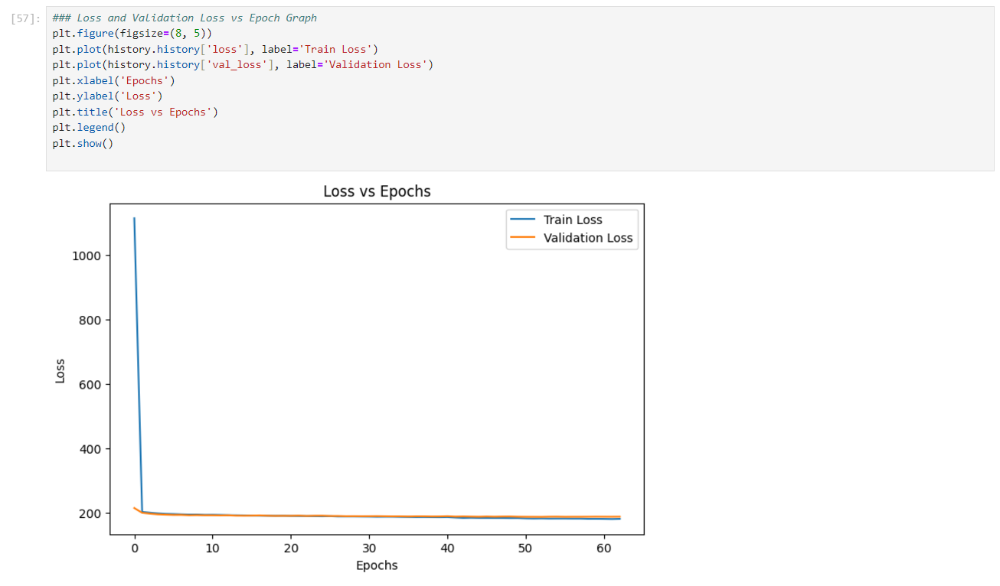 [57]:
### Loss and Validation Loss vs Epoch Graph
plt.figure(figsize=(8, 5))
plt.plot(history.history['loss'], label='Train Loss')
plt.plot(history.history['val_loss'], label='Validation Loss')
plt.xlabel('Epochs')
plt.ylabel('Loss')
plt.title('Loss vs Epochs')
plt.legend()
plt.show()
Loss vs Epochs
Train Loss
Validation Loss
1000
800
600
400
200
Loss
0 10 20 30 40 50 60
Epochs